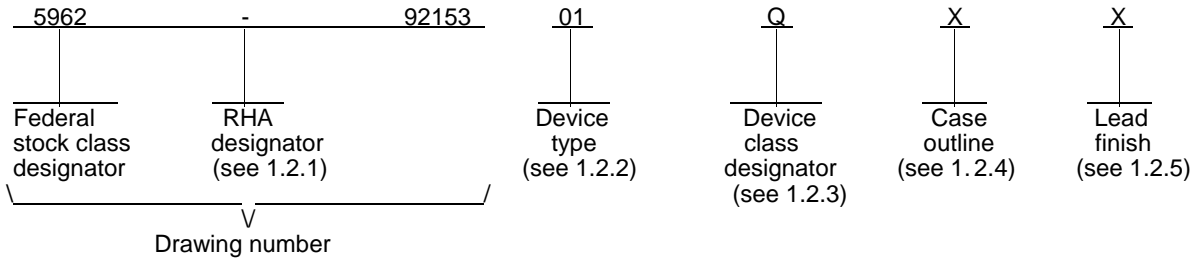 5962 - 92153 01 Q X X
Federal stock class designator
RHA designator (see 1.2.1)
Device type (see 1.2.2)
Device class designator (see 1.2.3)
Case outline (see 1.2.4)
Lead finish (see 1.2.5)
\ /
\/
Drawing number